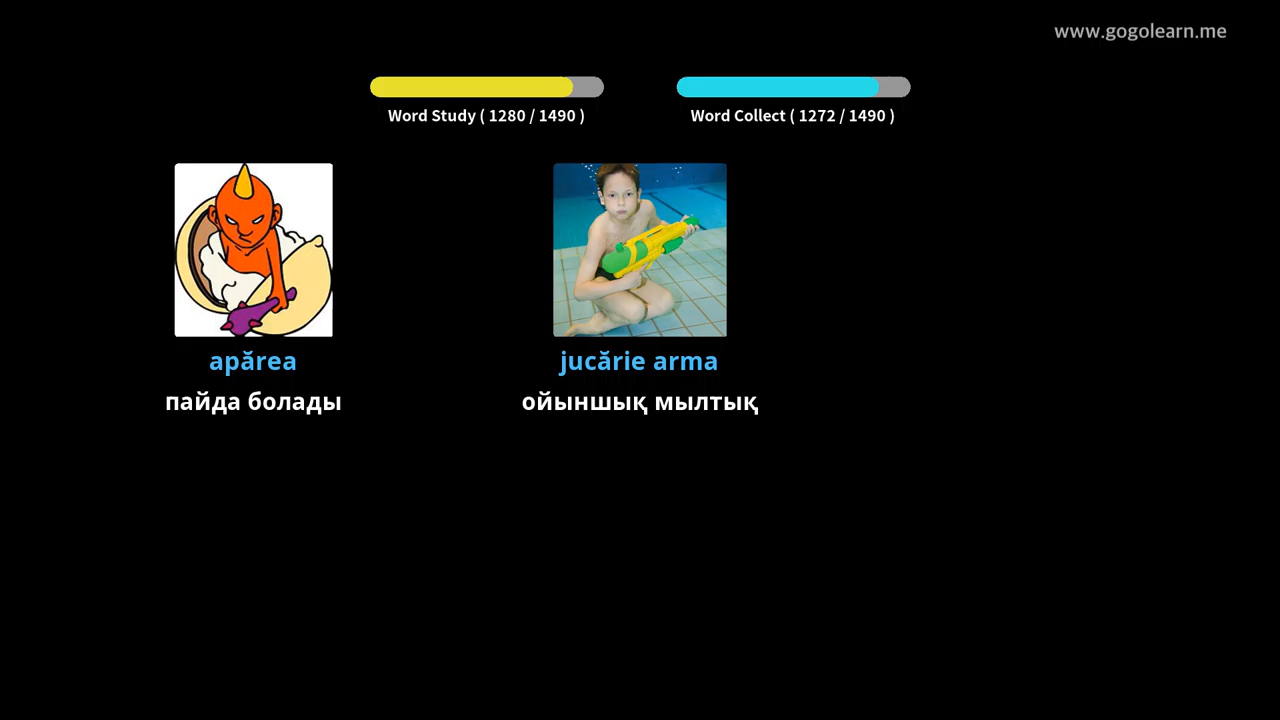 www.gogolearn.me
Word Study ( 1280 / 1490 )
Word Collect ( 1272 / 1490 )
apărea
jucărie arma
пайда болады
ойыншық мылтық